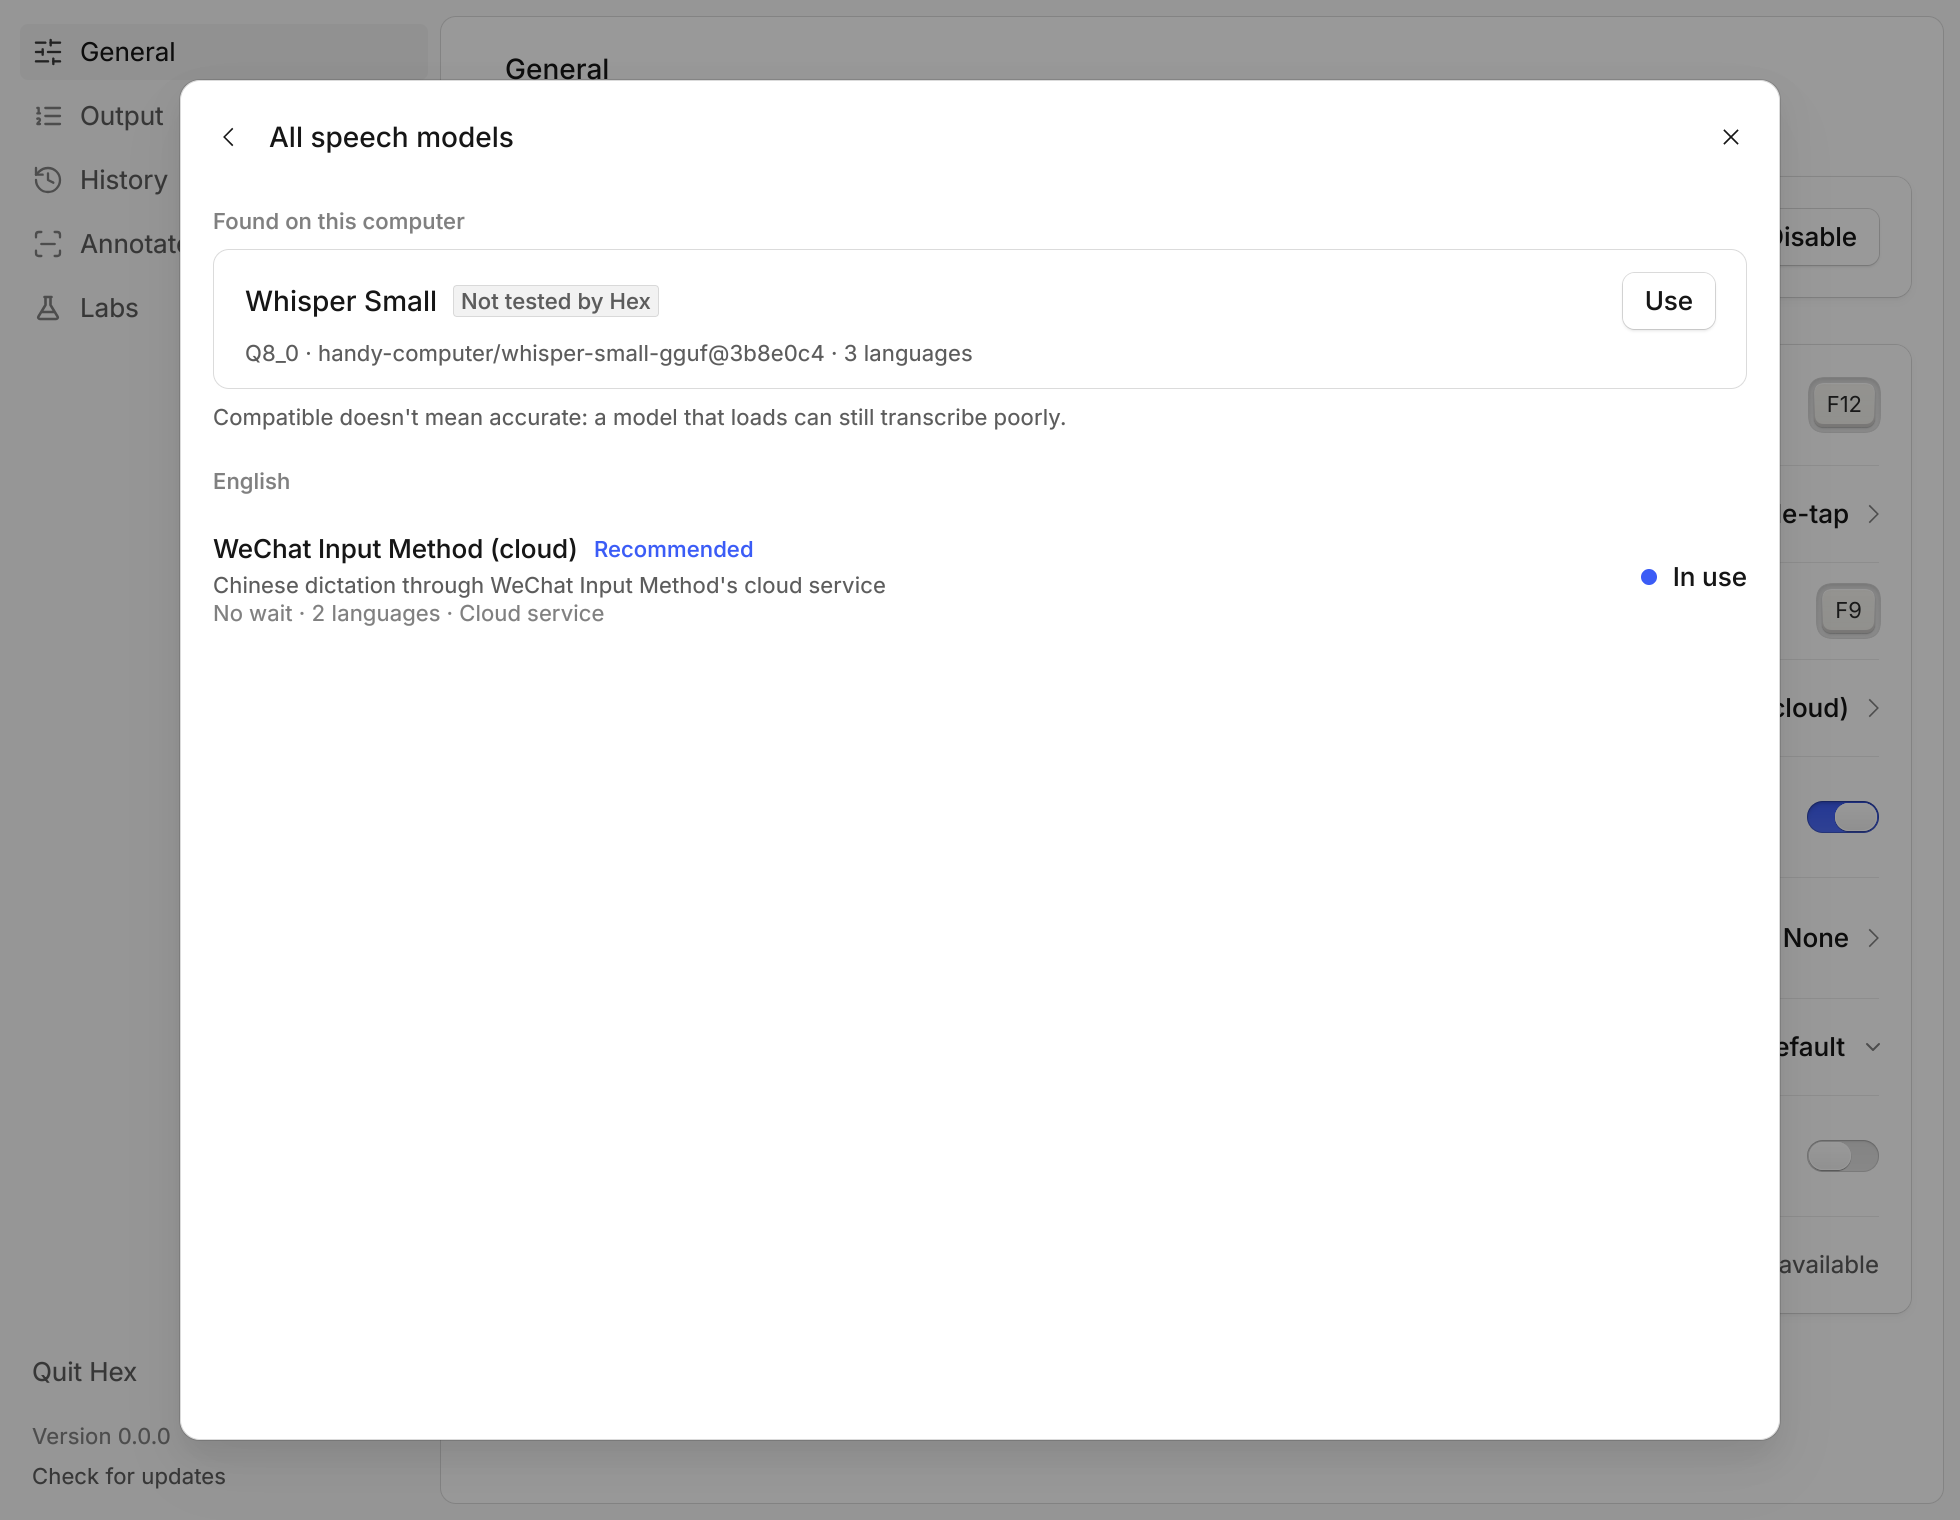 General
Output
History
Annotate
Labs
General
All speech models
Found on this computer
Whisper Small
Not tested by Hex
Use
Q8_0 · handy-computer/whisper-small-gguf@3b8e0c4 · 3 languages
Compatible doesn't mean accurate: a model that loads can still transcribe poorly.
English
WeChat Input Method (cloud)
Recommended
Chinese dictation through WeChat Input Method's cloud service
No wait · 2 languages · Cloud service
In use
Disable
F12
e-tap
F9
cloud)
None
efault
available
Quit Hex
Version 0.0.0
Check for updates